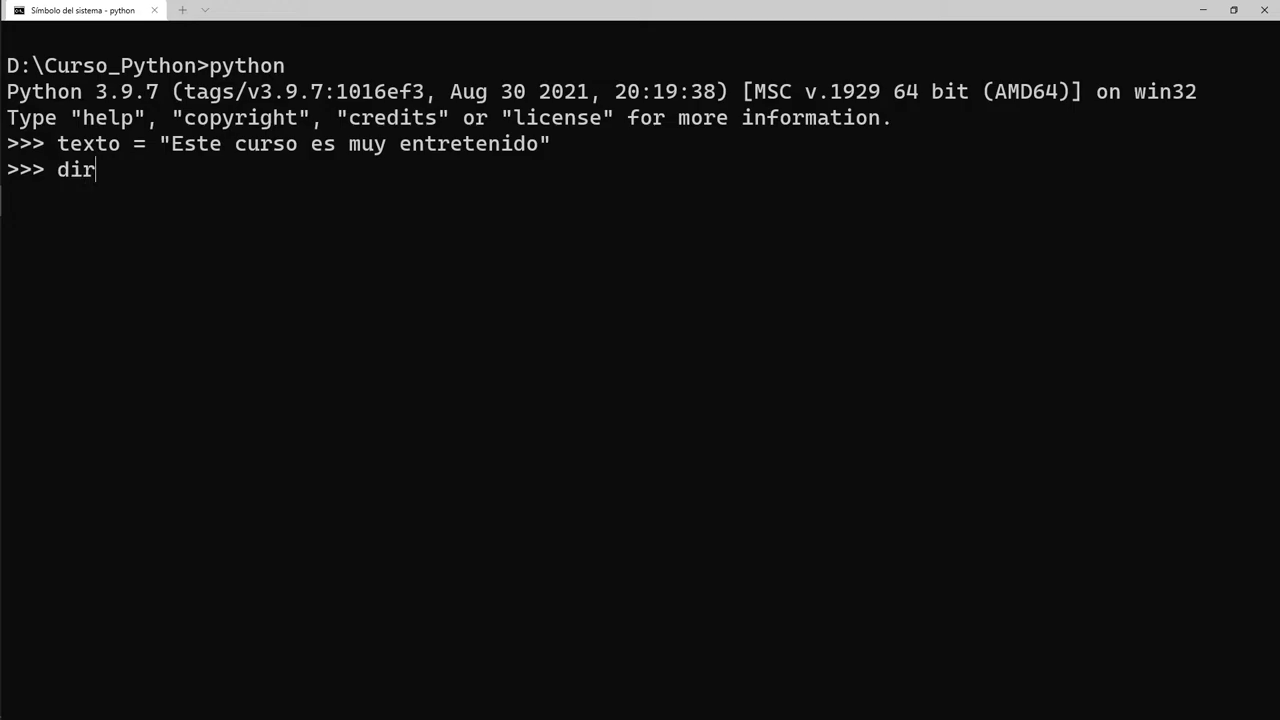 Símbolo del sistema - python
D:\Curso_Python>python
Python 3.9.7 (tags/v3.9.7:1016ef3, Aug 30 2021, 20:19:38) [MSC v.1929 64 bit (AMD64)] on win32
Type "help", "copyright", "credits" or "license" for more information.
>>> texto = "Este curso es muy entretenido"
>>> dir